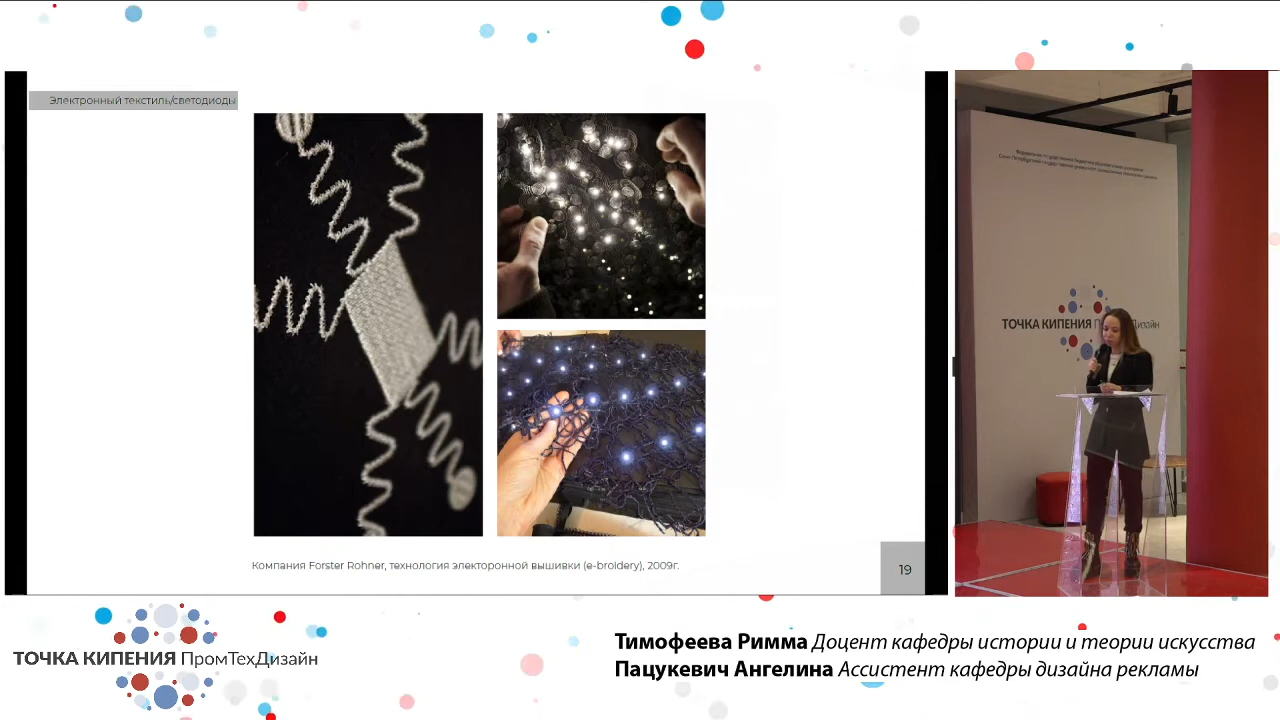 Электронный текстиль/светодиоды
Компания Forster Rohner, технология электоронной вышивки (e-broidery), 2009г.
19
ТОЧКА КИПЕНИЯ ПромТехДизайн
ТОЧКА КИПЕНИЯ ПромТехДизайн
Тимофеева Римма Доцент кафедры истории и теории искусства
Пацукевич Ангелина Ассистент кафедры дизайна рекламы